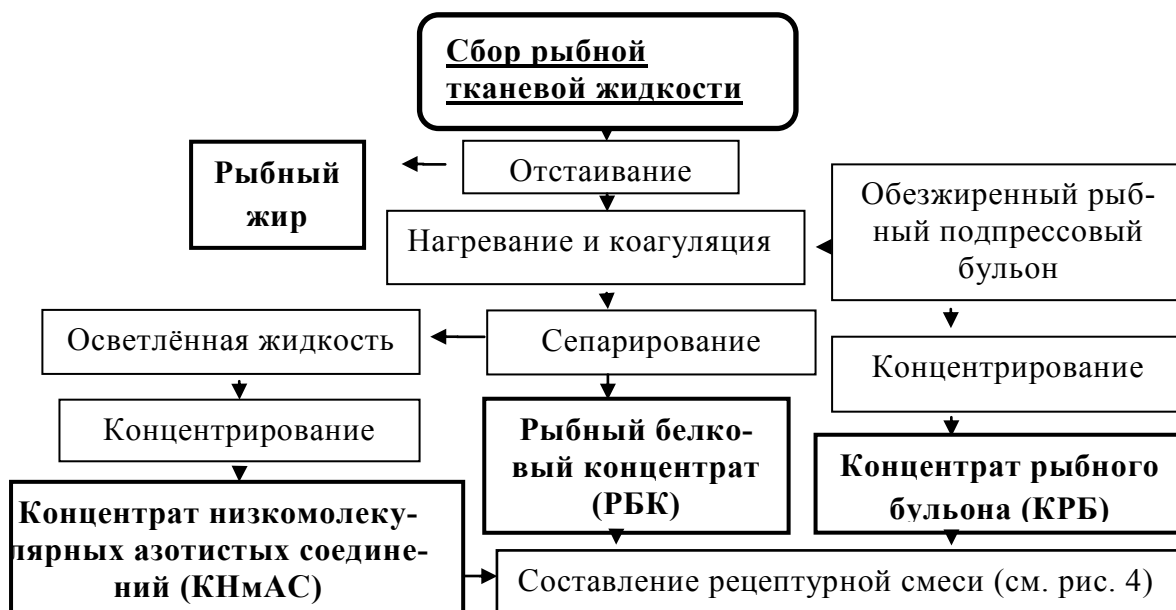 Сбор рыбной
тканевой жидкости
Рыбный
жир
Отстаивание
Обезжиренный рыб-
ный подпрессовый
бульон
Нагревание и коагуляция
Осветлённая жидкость
Сепарирование
Концентрирование
Концентрирование
Рыбный белко-
вый концентрат
(РБК)
Концентрат рыбного
бульона (КРБ)
Концентрат низкомолеку-
лярных азотистых соедине-
ний (КНмАС)
Составление рецептурной смеси (см. рис. 4)